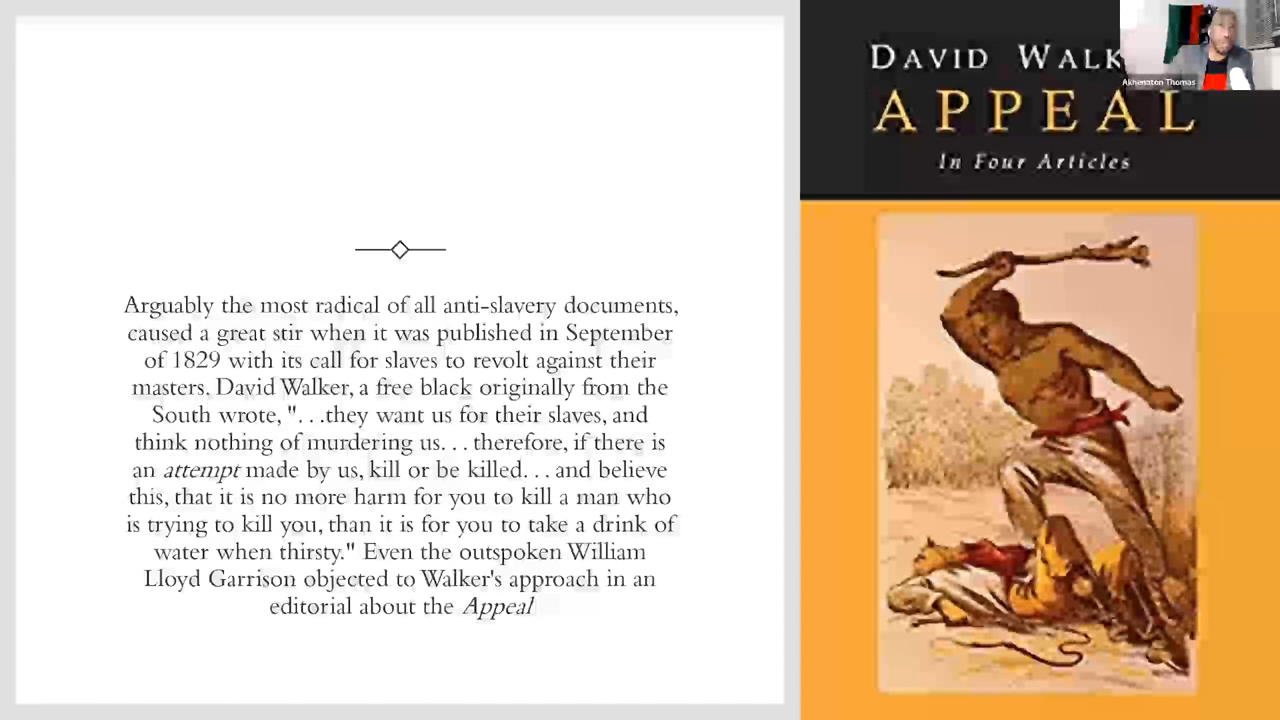 Arguably the most radical of all anti-slavery documents,
caused a great stir when it was published in September
of 1829 with its call for slaves to revolt against their
masters. David Walker, a free black originally from the
South wrote, ". . .they want us for their slaves, and
think nothing of murdering us. . . therefore, if there is
an attempt made by us, kill or be killed. . . and believe
this, that it is no more harm for you to kill a man who
is trying to kill you, than it is for you to take a drink of
water when thirsty." Even the outspoken William
Lloyd Garrison objected to Walker's approach in an
editorial about the Appeal
DAVID WALK
APPEAL
In Four Articles
Akhenaton Thomas